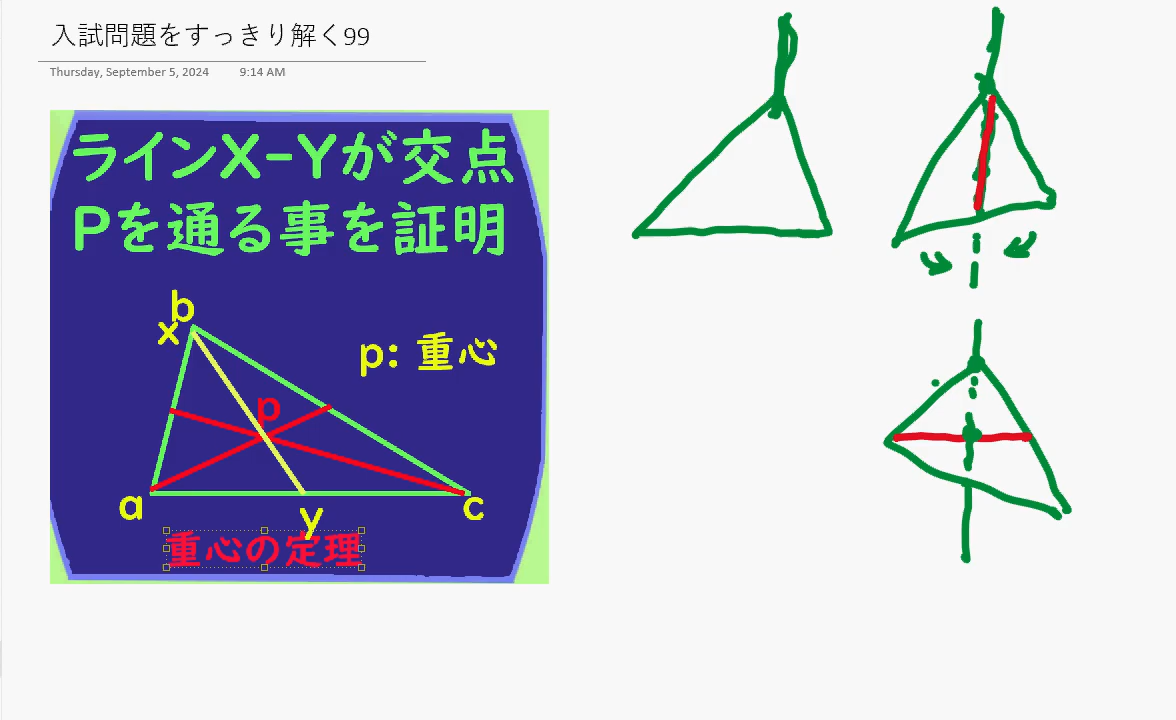 入試問題をすっきり解く99
Thursday, September 5, 2024 9:14 AM
ラインX-Yが交点
Pを通る事を証明
b
x
p: 重心
p
a
c
y
重心の定理